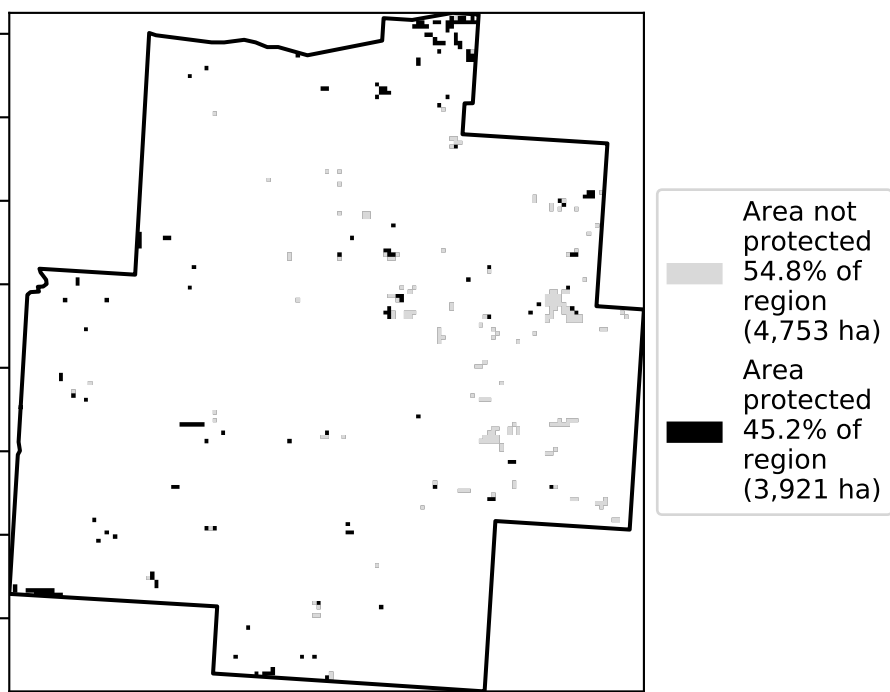 Area not
protected
54.8% of
region
(4,753 ha)
Area
protected
45.2% of
region
(3,921 ha)